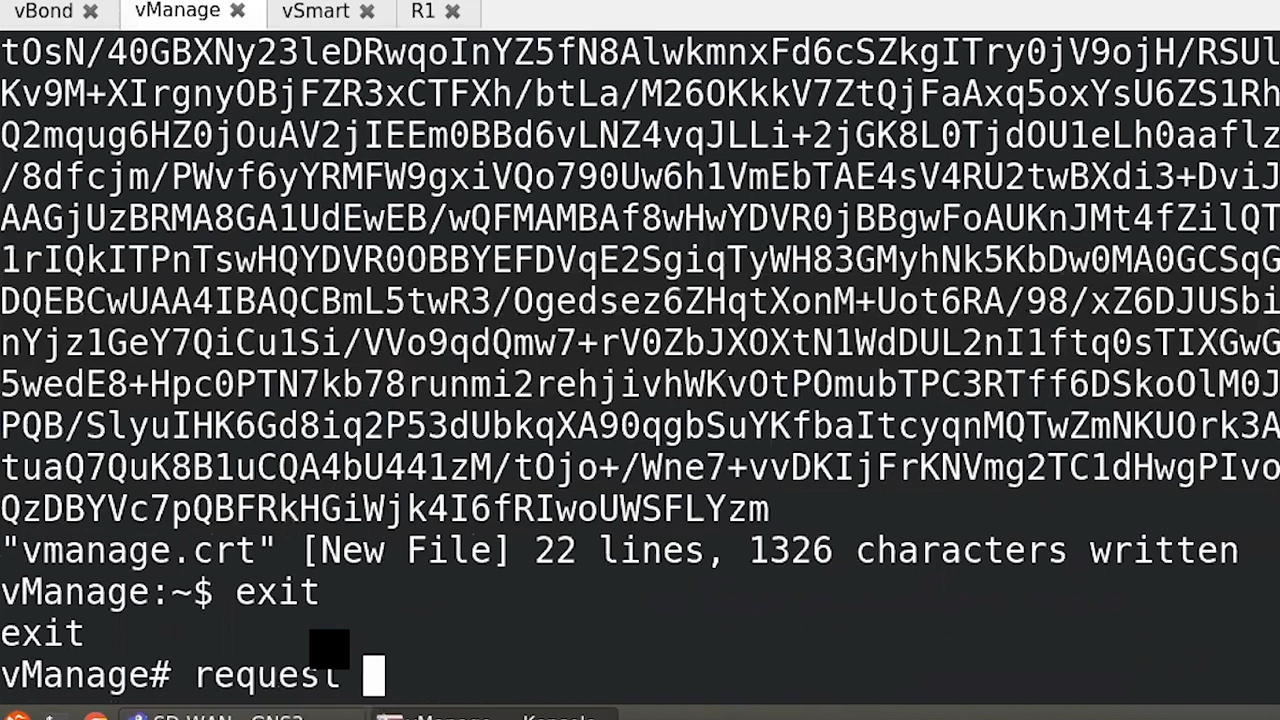 vBond vManage vSmart R1
tOsN/40GBXNy23leDRwqoInYZ5fN8AlwkmnxFd6cSZkgITry0jV9ojH/RSUl
Kv9M+XIrgnyOBjFZR3xCTFXh/btLa/M26OKkkV7ZtQjFaAxq5oxYsU6ZS1Rh
Q2mqug6HZ0jOuAV2jIEEm0BBd6vLNZ4vqJLLi+2jGK8L0TjdOU1eLh0aaflz
/8dfcjm/PWvf6yYRMFW9gxiVQo790Uw6h1VmEbTAE4sV4RU2twBXdi3+DviJ
AAGjUzBRMA8GA1UdEwEB/wQFMAMBAf8wHwYDVR0jBBgwFoAUKnJMt4fZilQT
1rIQkITPnTswHQYDVR0OBBYEFDVqE2SgiqTyWH83GMyhNk5KbDw0MA0GCSqG
DQEBCwUAA4IBAQCBmL5twR3/Ogedsez6ZHqtXonM+Uot6RA/98/xZ6DJUSbi
nYjz1GeY7QiCu1Si/VVo9qdQmw7+rV0ZbJXOXtN1WdDUL2nI1ftq0sTIXGwG
5wedE8+Hpc0PTN7kb78runmi2rehjivhWKvOtPOmubTPC3RTff6DSkoOlM0J
PQB/SlyuIHK6Gd8iq2P53dUbkqXA90qgbSuYKfbaItcyqnMQTwZmNKUOrk3A
tuaQ7QuK8B1uCQA4bU441zM/tOjo+/Wne7+vvDKIjFrKNVmg2TC1dHwgPIvo
QzDBYVc7pQBFRkHGiWjk4I6fRIwoUWSFLYzm
"vmanage.crt" [New File] 22 lines, 1326 characters written
vManage:~$ exit
exit
vManage# request